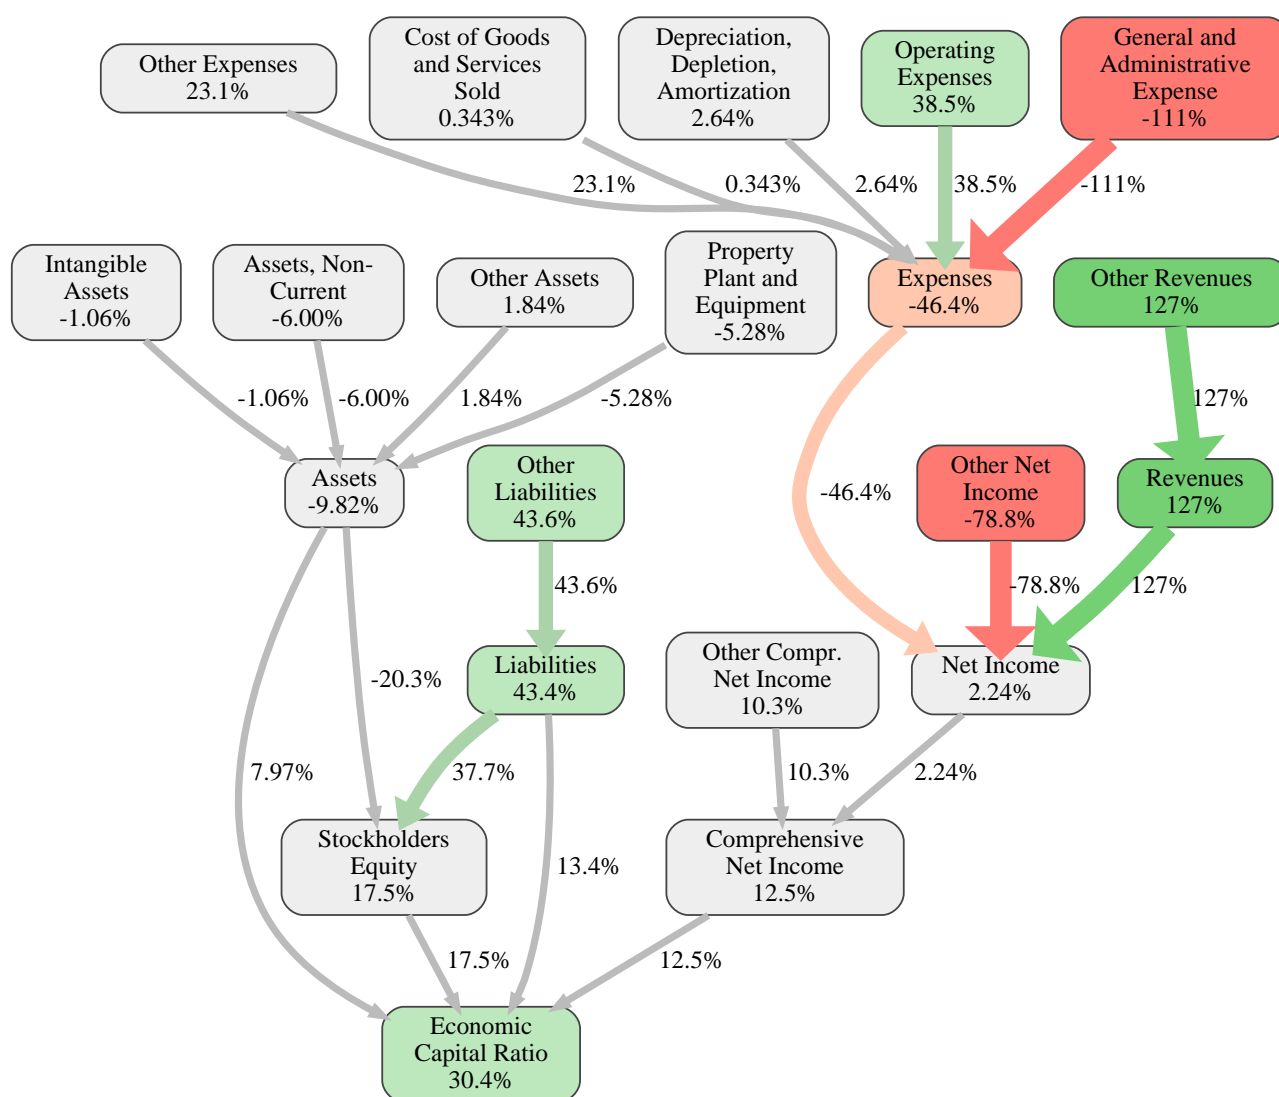 Other Expenses
23.1%
Cost of Goods
and Services
Sold
0.343%
Depreciation,
Depletion,
Amortization
2.64%
Operating
Expenses
38.5%
General and
Administrative
Expense
-111%
23.1%
0.343%
2.64%
38.5%
-111%
Intangible
Assets
-1.06%
Assets, Non-
Current
-6.00%
Other Assets
1.84%
Property
Plant and
Equipment
-5.28%
Expenses
-46.4%
Other Revenues
127%
-1.06%
-6.00%
1.84%
-5.28%
127%
Assets
-9.82%
Other
Liabilities
43.6%
-46.4%
Other Net
Income
-78.8%
Revenues
127%
43.6%
-78.8%
127%
-20.3%
Liabilities
43.4%
Other Compr.
Net Income
10.3%
Net Income
2.24%
7.97%
37.7%
10.3%
2.24%
Stockholders
Equity
17.5%
13.4%
Comprehensive
Net Income
12.5%
17.5%
12.5%
Economic
Capital Ratio
30.4%